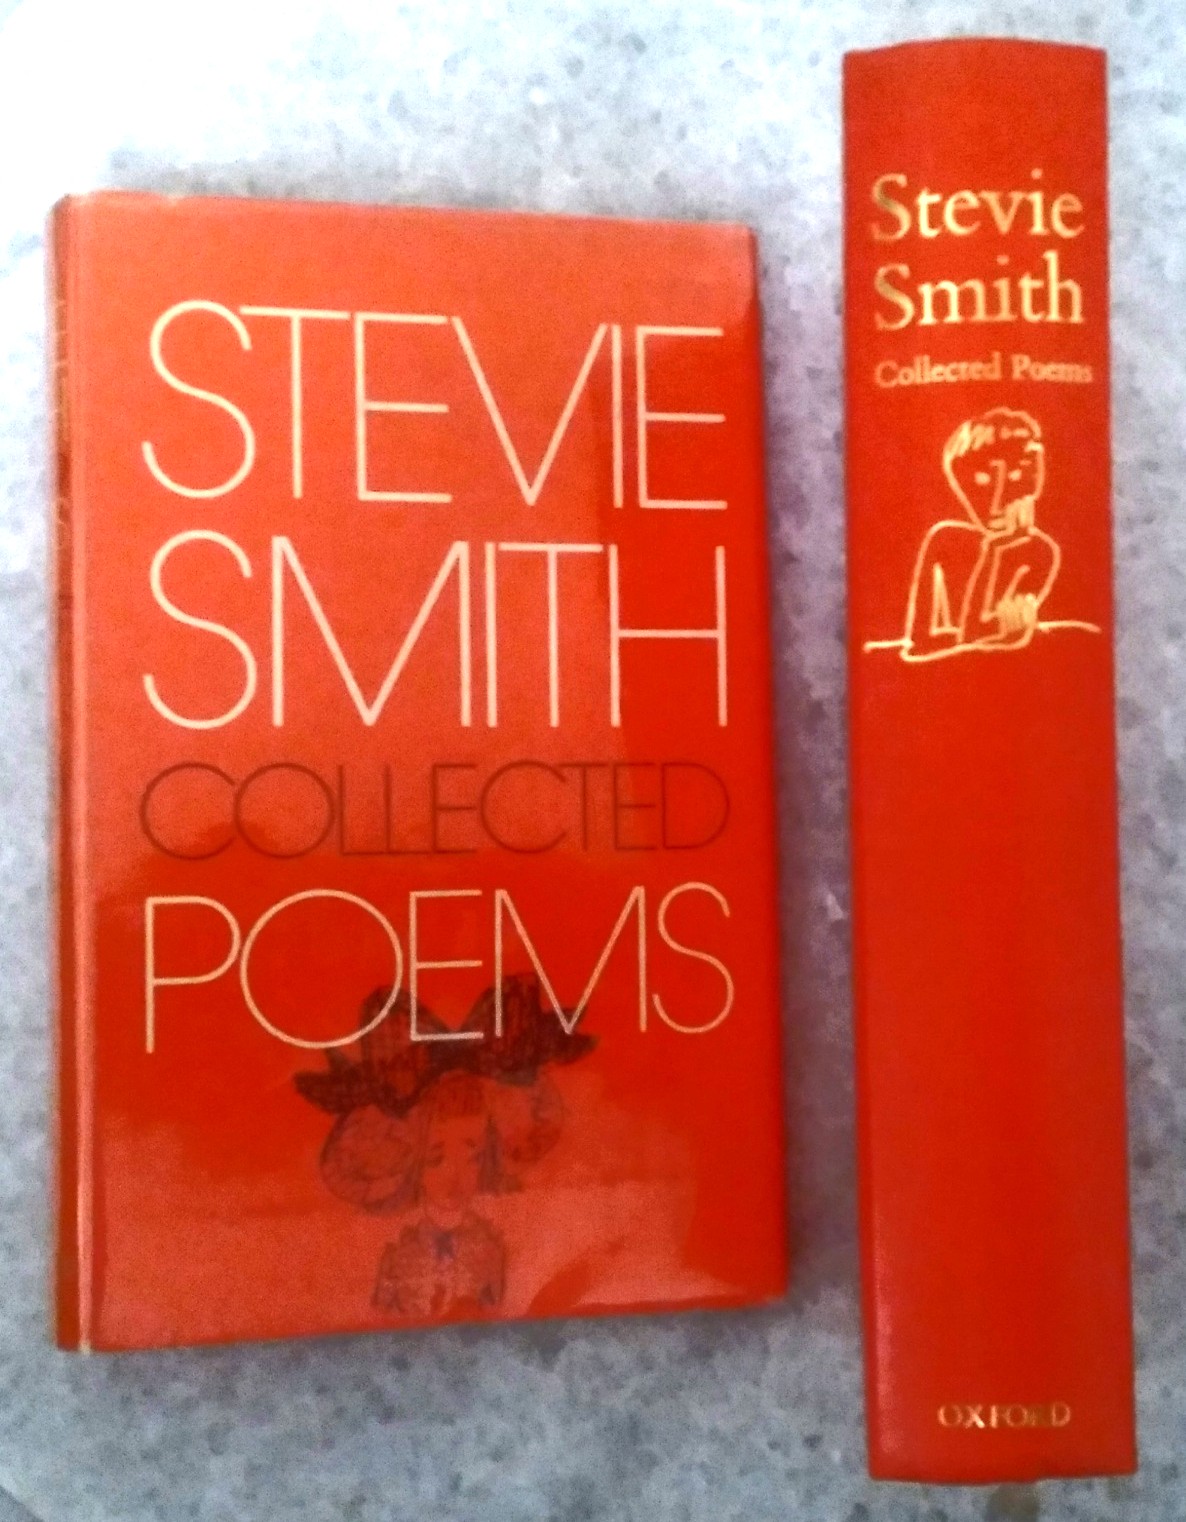 STEVIE
SMITH
COLLECTED
POEMS
Stevie
Smith
Collected Poems
OXFORD